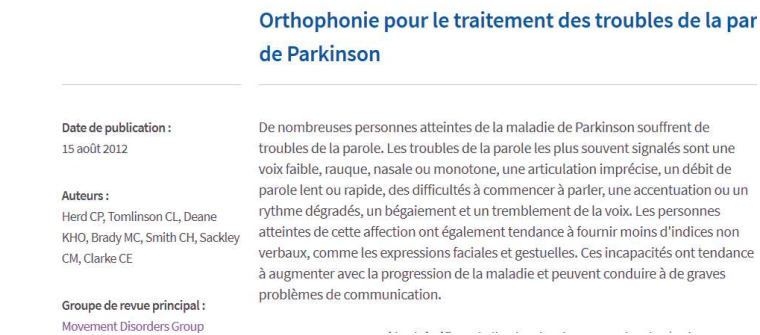 Orthophonie pour le traitement des troubles de la par
de Parkinson
Date de publication :
15 août 2012
Auteurs :
Herd CP, Tomlinson CL, Deane
KHO, Brady MC, Smith CH, Sackley
CM, Clarke CE
Groupe de revue principal :
Movement Disorders Group
De nombreuses personnes atteintes de la maladie de Parkinson souffrent de
troubles de la parole. Les troubles de la parole les plus souvent signalés sont une
voix faible, rauque, nasale ou monotone, une articulation imprécise, un débit de
parole lent ou rapide, des difficultés à commencer à parler, une accentuation ou un
rythme dégradés, un bégaiement et un tremblement de la voix. Les personnes
atteintes de cette affection ont également tendance à fournir moins d'indices non
verbaux, comme les expressions faciales et gestuelles. Ces incapacités ont tendance
à augmenter avec la progression de la maladie et peuvent conduire à de graves
problèmes de communication.